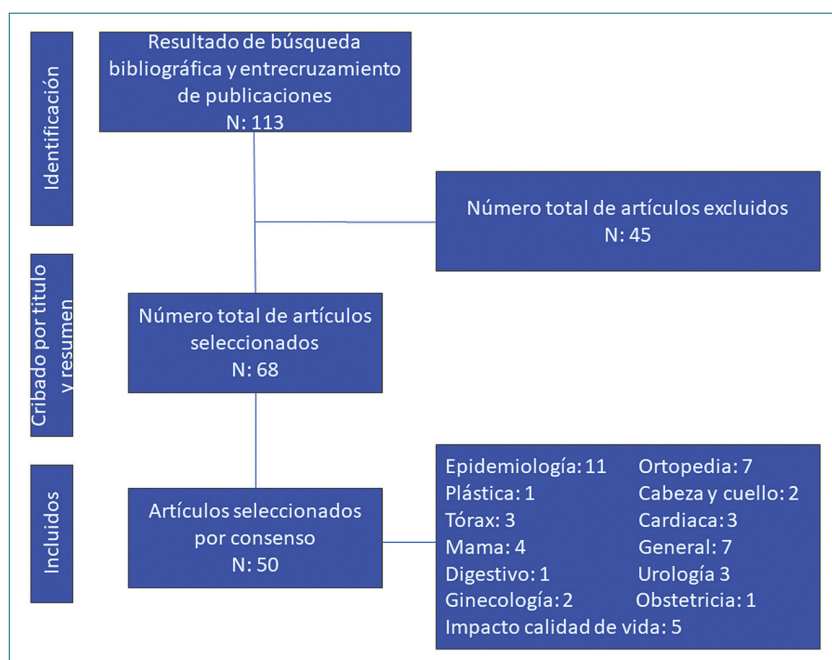 Identificación
Resultado de búsqueda
bibliográfica y entrecruzamiento
de publicaciones
N: 113
Número total de artículos excluidos
N: 45
Cribado por titulo
y resumen
Número total de artículos
seleccionados
N: 68
Incluidos
Artículos seleccionados
por consenso
N: 50
Epidemiología: 11 Ortopedia: 7
Plástica: 1 Cabeza y cuello: 2
Tórax: 3 Cardiaca: 3
Mama: 4 General: 7
Digestivo: 1 Urología 3
Ginecología: 2 Obstetricia: 1
Impacto calidad de vida: 5